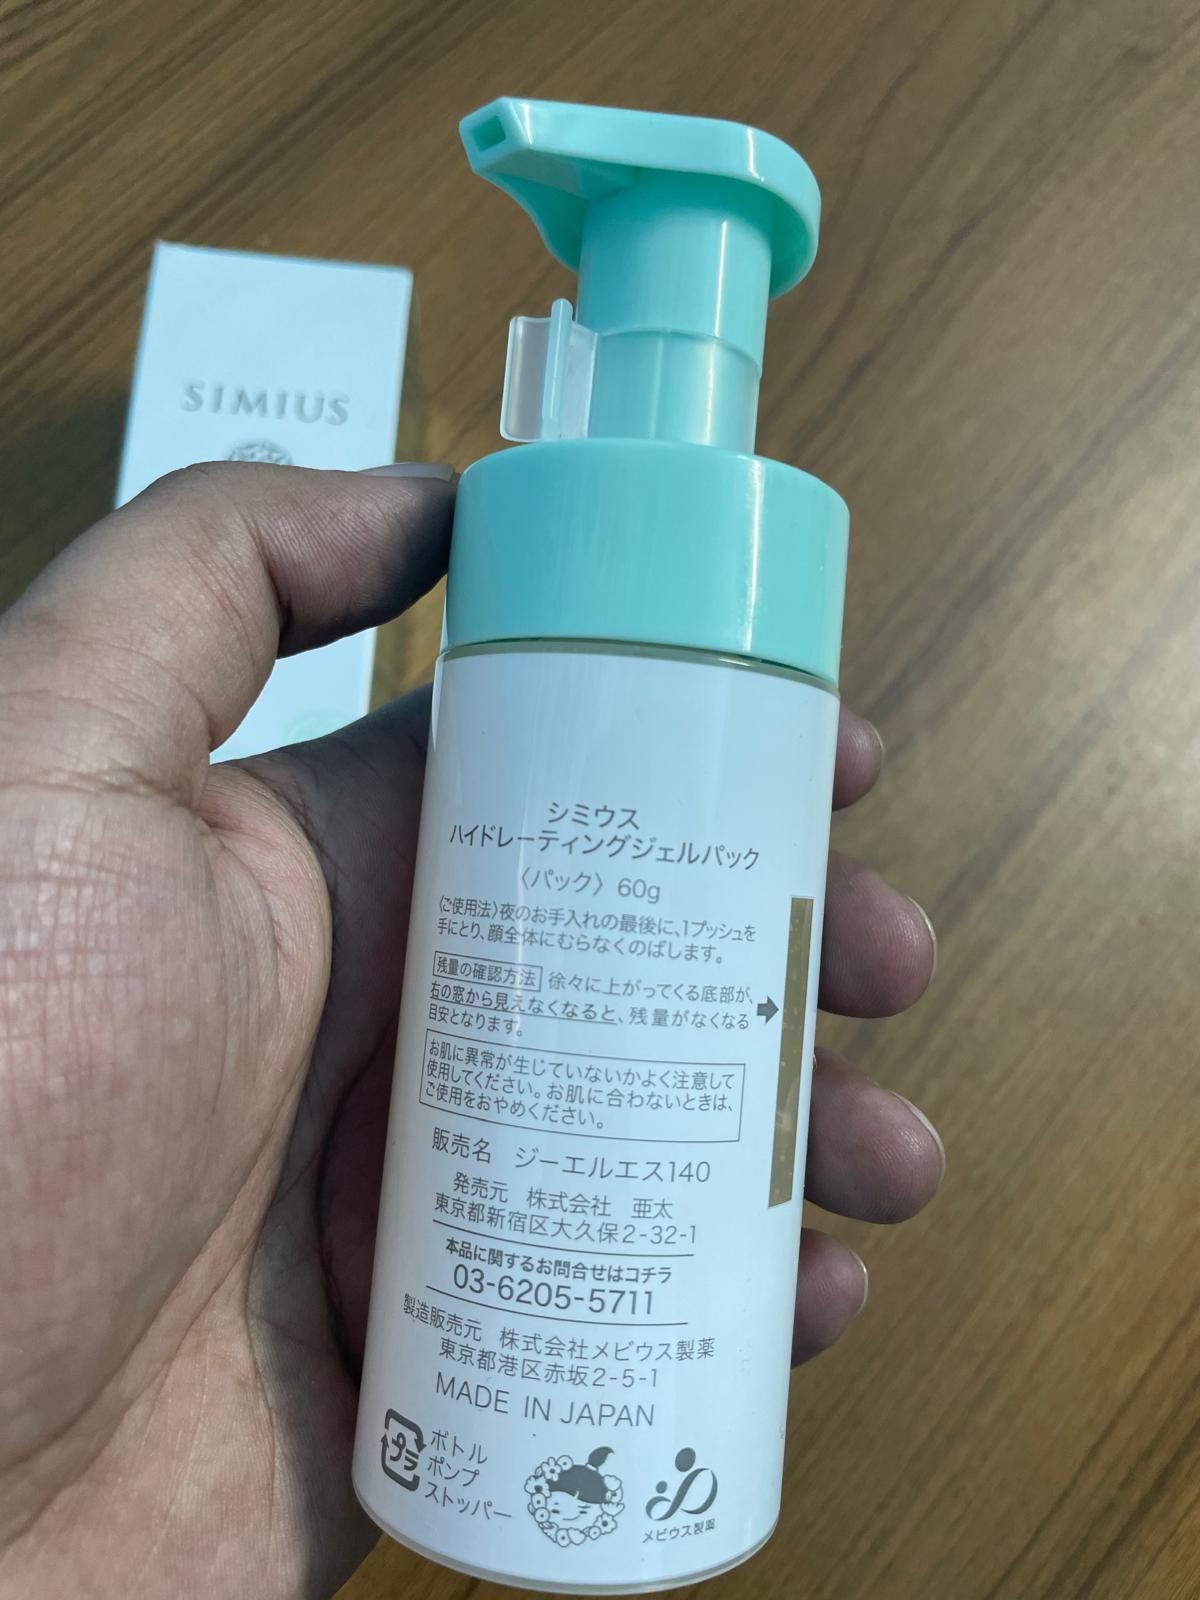 SIMIUS
シミウス
ハイドレーティングジェルパック
〈パック〉 60g
〈ご使用法〉夜のお手入れの最後に、1プッシュを
手にとり、顔全体にむらなくのばします。
残量の確認方法 徐々に上がってくる底部が、
右の窓から見えなくなると、残量がなくなる
目安となります。
お肌に異常が生じていないかよく注意して
使用してください。お肌に合わないときは、
ご使用をおやめください。
販売名 ジーエルエス140
発売元 株式会社 亜太
東京都新宿区大久保2-32-1
本品に関するお問合せはコチラ
03-6205-5711
製造販売元 株式会社メビウス製薬
東京都港区赤坂2-5-1
MADE IN JAPAN
プラ
ボトル
ポンプ
ストッパー
メビウス製薬